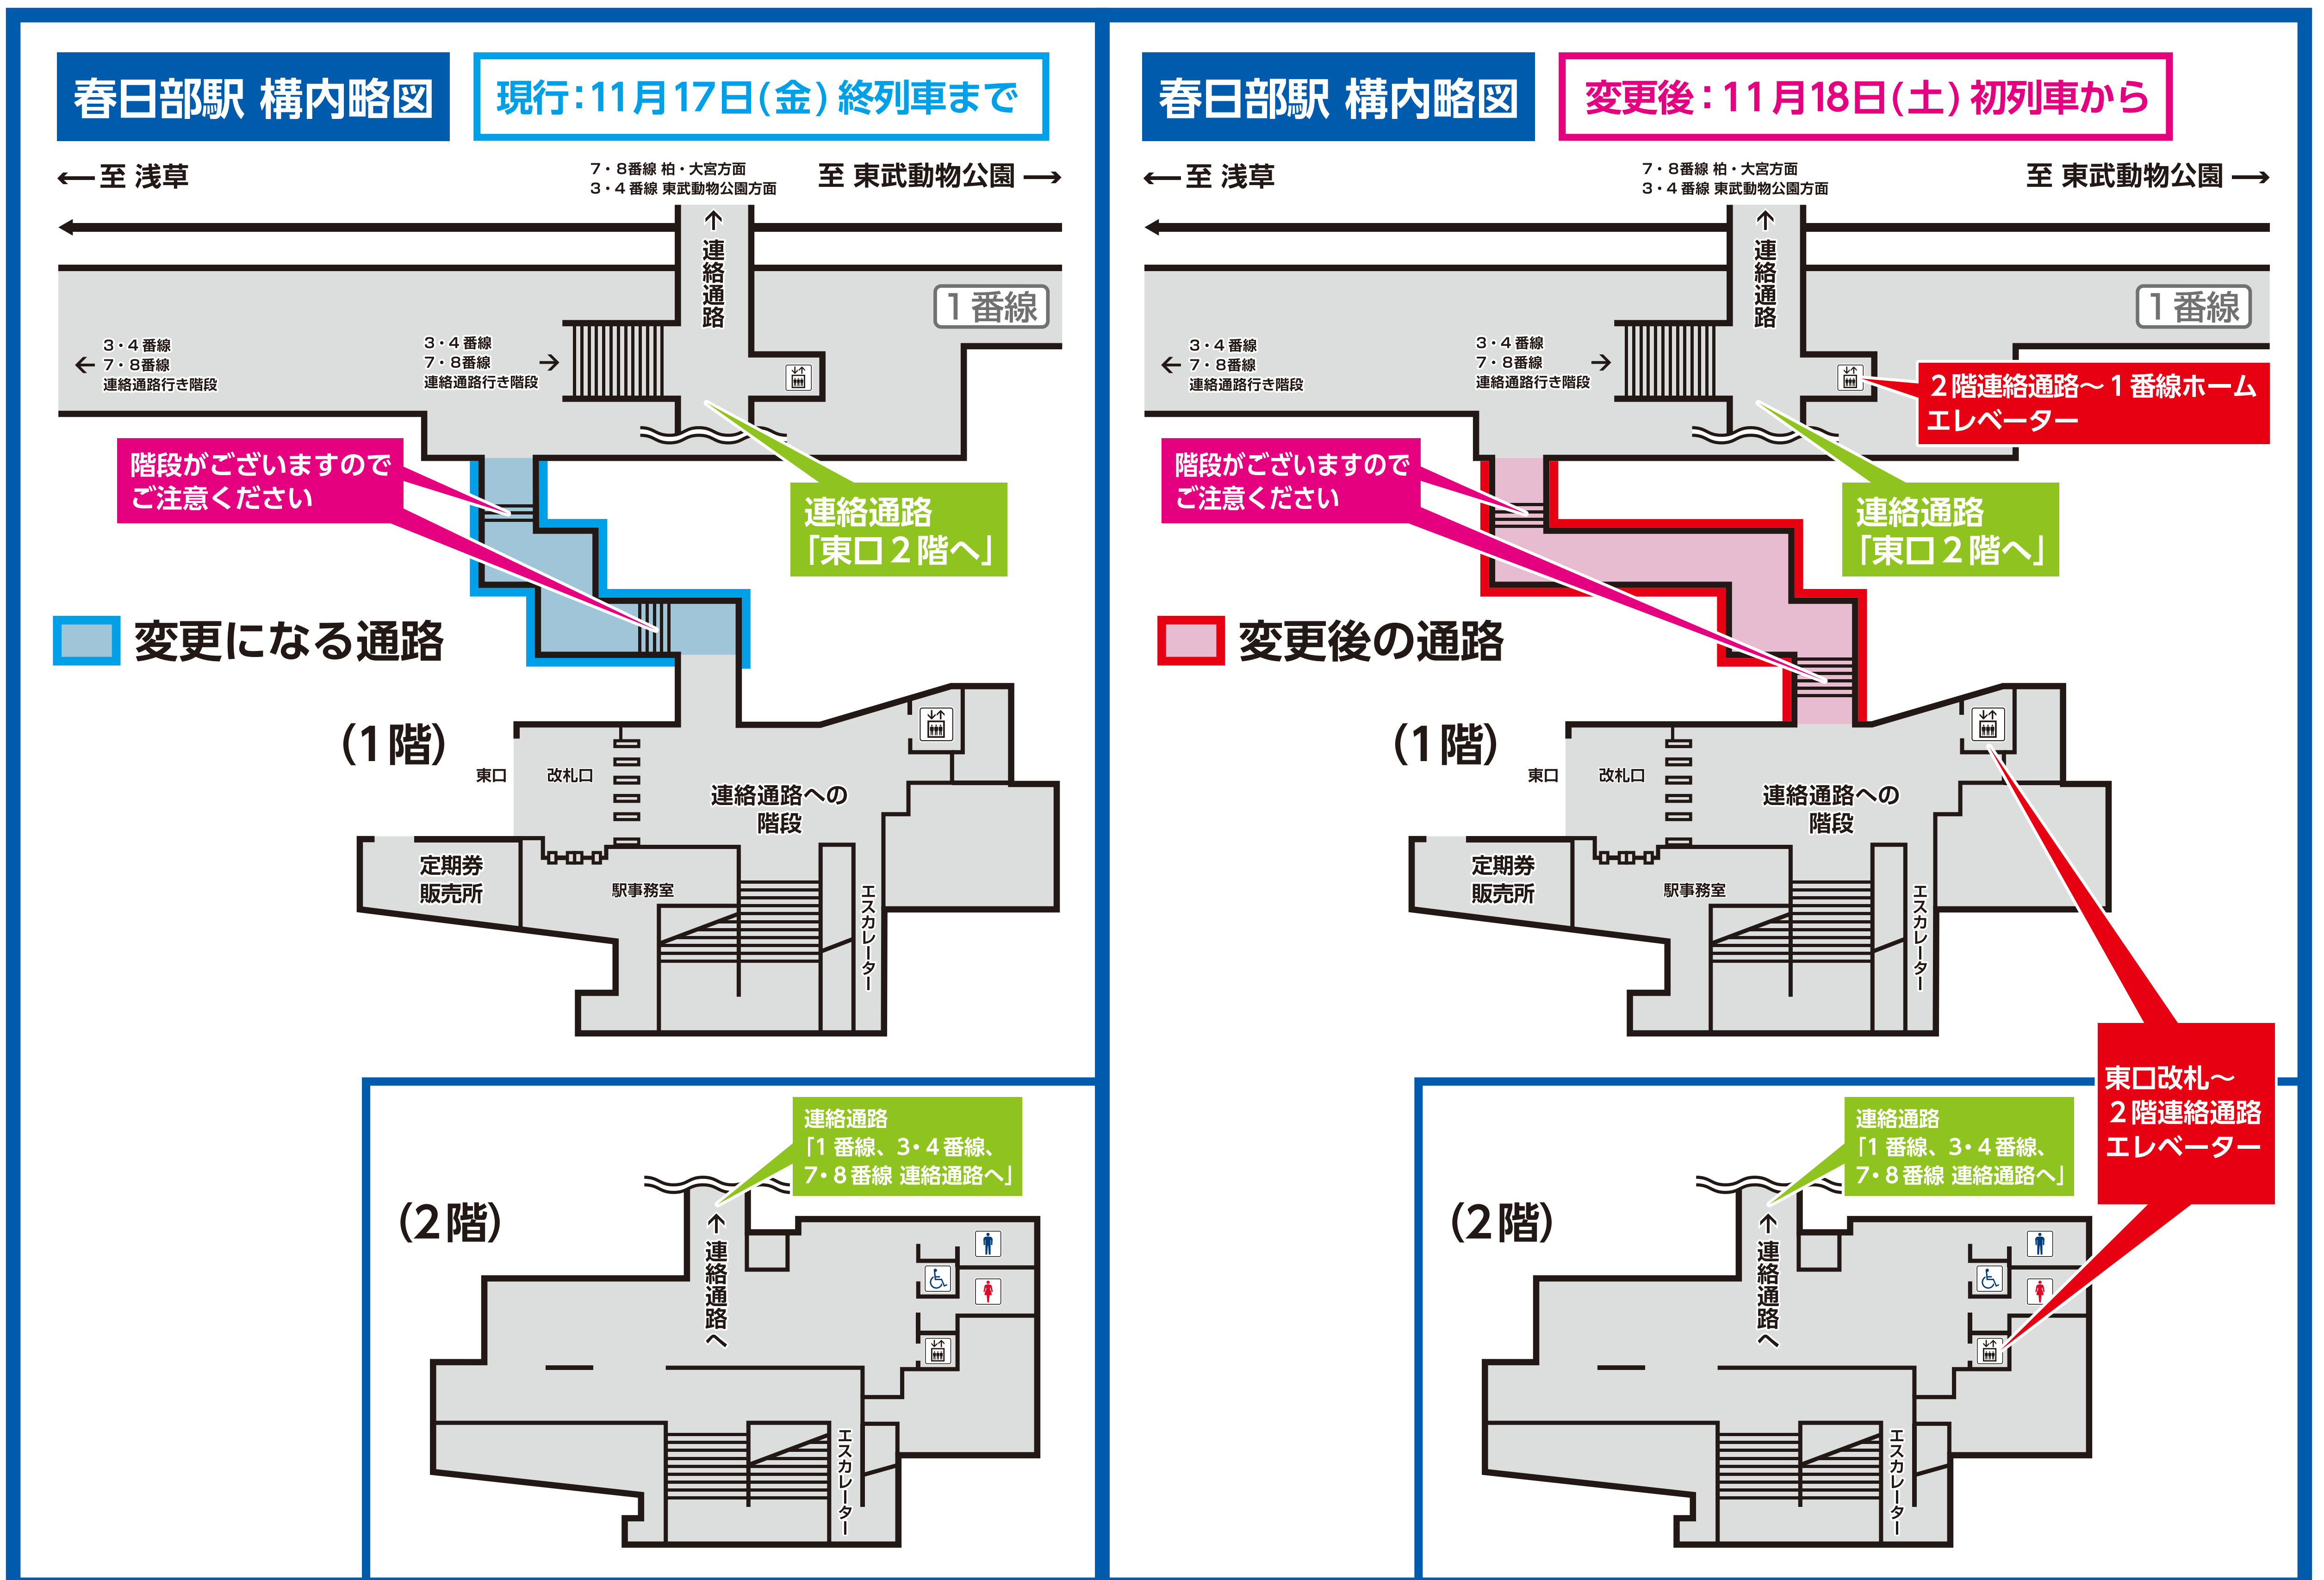 春日部駅 構内略図
現行：11月17日(金) 終列車まで
← 至 浅草
7・8番線 柏・大宮方面
3・4番線 東武動物公園方面
至 東武動物公園 →
↑連絡通路
1番線
3・4番線
← 7・8番線
連絡通路行き階段
3・4番線
7・8番線 →
連絡通路行き階段
階段がございますので
ご注意ください
連絡通路
「東口2階へ」
変更になる通路
(1階)
東口
改札口
連絡通路への
階段
定期券
販売所
駅事務室
エスカレーター
連絡通路
「1番線、3・4番線、
7・8番線 連絡通路へ」
(2階)
↑連絡通路へ
エスカレーター
春日部駅 構内略図
変更後：11月18日(土) 初列車から
← 至 浅草
7・8番線 柏・大宮方面
3・4番線 東武動物公園方面
至 東武動物公園 →
↑連絡通路
1番線
3・4番線
← 7・8番線
連絡通路行き階段
3・4番線
7・8番線 →
連絡通路行き階段
2階連絡通路～1番線ホーム
エレベーター
階段がございますので
ご注意ください
連絡通路
「東口2階へ」
変更後の通路
(1階)
東口
改札口
連絡通路への
階段
定期券
販売所
駅事務室
エスカレーター
東口改札～
2階連絡通路
エレベーター
連絡通路
「1番線、3・4番線、
7・8番線 連絡通路へ」
(2階)
↑連絡通路へ
エスカレーター